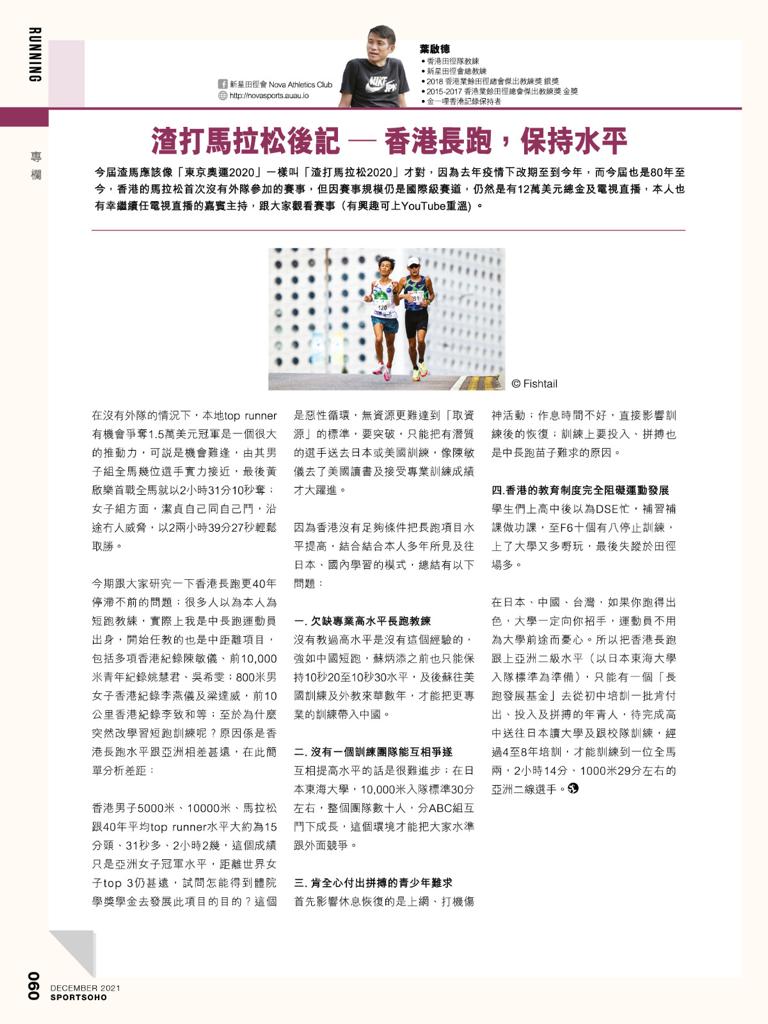 RUNNING
專欄
新星田徑會 Nova Athletics Club
http://novasports.auau.io
葉啟德
• 香港田徑隊教練
• 新星田徑會總教練
• 2018 香港業餘田徑總會傑出教練獎 銀獎
• 2015-2017 香港業餘田徑總會傑出教練獎 金獎
• 金一哩香港記錄保持者
渣打馬拉松後記 — 香港長跑，保持水平
今屆渣馬應該像「東京奧運2020」一樣叫「渣打馬拉松2020」才對，因為去年疫情下改期至到今年，而今屆也是80年至
今，香港的馬拉松首次沒有外隊參加的賽事，但因賽事規模仍是國際級賽道，仍然是有12萬美元總金及電視直播，本人也
有幸繼續任電視直播的嘉賓主持，跟大家觀看賽事（有興趣可上YouTube重溫) 。
© Fishtail
在沒有外隊的情況下，本地top runner
有機會爭奪1.5萬美元冠軍是一個很大
的推動力，可說是機會難逢，由其男
子組全馬幾位選手實力接近，最後黃
啟樂首戰全馬就以2小時31分10秒奪；
女子組方面，潔貞自己同自己鬥，沿
途冇人威脅，以2兩小時39分27秒輕鬆
取勝。
今期跟大家研究一下香港長跑更40年
停滯不前的問題；很多人以為本人為
短跑教練，實際上我是中長跑運動員
出身，開始任教的也是中距離項目，
包括多項香港紀錄陳敏儀、前10,000
米青年紀錄姚慧君、吳希雯；800米男
女子香港紀錄李燕儀及梁達威，前10
公里香港紀錄李致和等；至於為什麼
突然改學習短跑訓練呢？原因係是香
港長跑水平跟亞洲相差甚遠，在此簡
單分析差距：
香港男子5000米、10000米、馬拉松
跟40年平均top runner水平大約為15
分頭、31秒多、2小時2幾，這個成績
只是亞洲女子冠軍水平，距離世界女
子top 3仍甚遠，試問怎能得到體院
學獎學金去發展此項目的目的？這個
是惡性循環，無資源更難達到「取資
源」的標準，要突破，只能把有潛質
的選手送去日本或美國訓練，像陳敏
儀去了美國讀書及接受專業訓練成績
才大躍進。
因為香港沒有足夠條件把長跑項目水
平提高，結合結合本人多年所見及往
日本、國內學習的模式，總結有以下
問題：
一. 欠缺專業高水平長跑教練
沒有教過高水平是沒有這個經驗的，
強如中國短跑，蘇炳添之前也只能保
持10秒20至10秒30水平，及後蘇往美
國訓練及外教來華數年，才能把更專
業的訓練帶入中國。
二. 沒有一個訓練團隊能互相爭逐
互相提高水平的話是很難進步；在日
本東海大學，10,000米入隊標準30分
左右，整個團隊數十人，分ABC組互
鬥下成長，這個環境才能把大家水準
跟外面競爭。
三. 肯全心付出拼搏的青少年難求
首先影響休息恢復的是上網、打機傷
神活動；作息時間不好，直接影響訓
練後的恢復；訓練上要投入、拼搏也
是中長跑苗子難求的原因。
四.香港的教育制度完全阻礙運動發展
學生們上高中後以為DSE忙，補習補
課做功課，至F6十個有八停止訓練，
上了大學又多嘢玩，最後失蹤於田徑
場多。
在日本、中國、台灣，如果你跑得出
色，大學一定向你招手，運動員不用
為大學前途而憂心。所以把香港長跑
跟上亞洲二級水平（以日本東海大學
入隊標準為準備），只能有一個「長
跑發展基金」去從初中培訓一批肯付
出、投入及拼搏的年青人，待完成高
中送往日本讀大學及跟校隊訓練，經
過4至8年培訓，才能訓練到一位全馬
兩，2小時14分、1000米29分左右的
亞洲二線選手。
060
DECEMBER 2021
SPORTSOHO